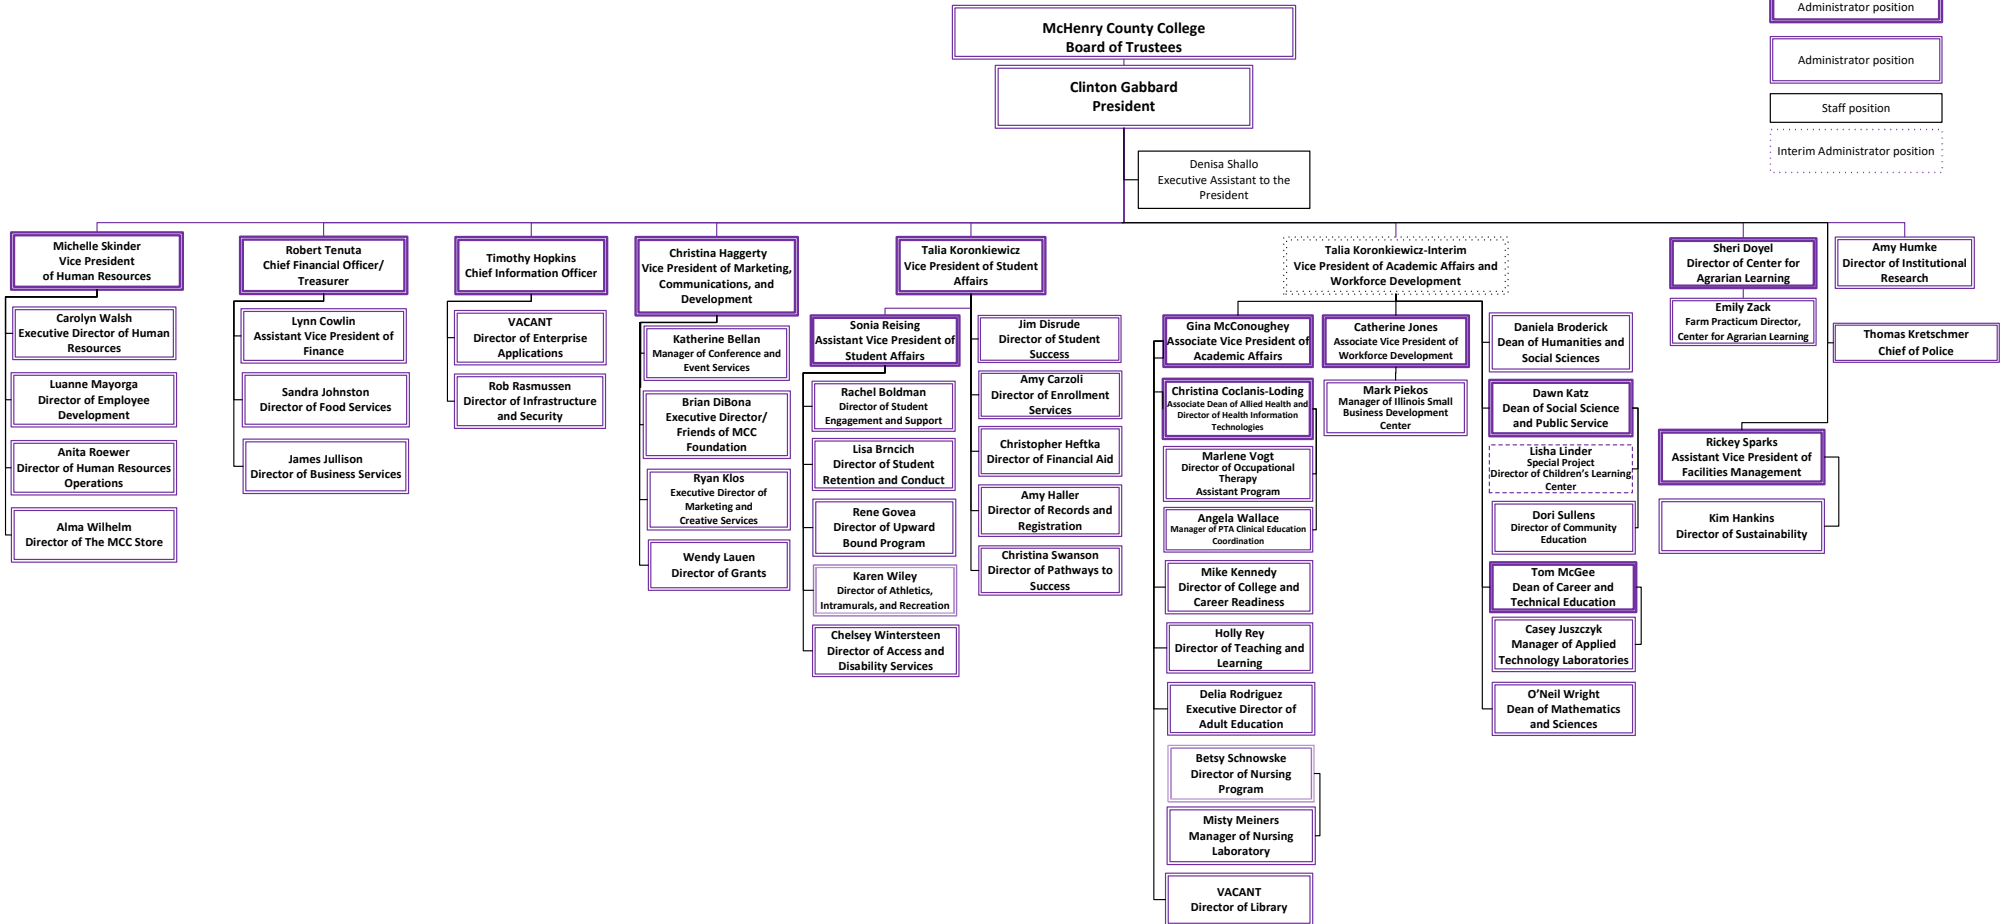 Administrator position
Administrator position
Staff position
Interim Administrator position
McHenry County College
Board of Trustees
Clinton Gabbard
President
Denisa Shallo
Executive Assistant to the
President
Michelle Skinder
Vice President
of Human Resources
Carolyn Walsh
Executive Director of Human
Resources
Luanne Mayorga
Director of Employee
Development
Anita Roewer
Director of Human Resources
Operations
Alma Wilhelm
Director of The MCC Store
Robert Tenuta
Chief Financial Officer/
Treasurer
Lynn Cowlin
Assistant Vice President of
Finance
Sandra Johnston
Director of Food Services
James Jullison
Director of Business Services
Timothy Hopkins
Chief Information Officer
VACANT
Director of Enterprise
Applications
Rob Rasmussen
Director of Infrastructure
and Security
Christina Haggerty
Vice President of Marketing,
Communications, and
Development
Katherine Bellan
Manager of Conference and
Event Services
Brian DiBona
Executive Director/
Friends of MCC
Foundation
Ryan Klos
Executive Director of
Marketing and
Creative Services
Wendy Lauen
Director of Grants
Talia Koronkiewicz
Vice President of Student
Affairs
Sonia Reising
Assistant Vice President of
Student Affairs
Rachel Boldman
Director of Student
Engagement and Support
Lisa Brncich
Director of Student
Retention and Conduct
Rene Govea
Director of Upward
Bound Program
Karen Wiley
Director of Athletics,
Intramurals, and Recreation
Chelsey Wintersteen
Director of Access and
Disability Services
Jim Disrude
Director of Student
Success
Amy Carzoli
Director of Enrollment
Services
Christopher Heftka
Director of Financial Aid
Amy Haller
Director of Records and
Registration
Christina Swanson
Director of Pathways to
Success
Talia Koronkiewicz-Interim
Vice President of Academic Affairs and
Workforce Development
Gina McConoughey
Associate Vice President of
Academic Affairs
Christina Coclanis-Loding
Associate Dean of Allied Health and
Director of Health Information
Technologies
Marlene Vogt
Director of Occupational
Therapy
Assistant Program
Angela Wallace
Manager of PTA Clinical Education
Coordination
Mike Kennedy
Director of College and
Career Readiness
Holly Rey
Director of Teaching and
Learning
Delia Rodriguez
Executive Director of
Adult Education
Betsy Schnowske
Director of Nursing
Program
Misty Meiners
Manager of Nursing
Laboratory
VACANT
Director of Library
Catherine Jones
Associate Vice President of
Workforce Development
Mark Piekos
Manager of Illinois Small
Business Development
Center
Daniela Broderick
Dean of Humanities and
Social Sciences
Dawn Katz
Dean of Social Science
and Public Service
Lisha Linder
Special Project
Director of Children's Learning
Center
Dori Sullens
Director of Community
Education
Tom McGee
Dean of Career and
Technical Education
Casey Juszczyk
Manager of Applied
Technology Laboratories
O'Neil Wright
Dean of Mathematics
and Sciences
Sheri Doyel
Director of Center for
Agrarian Learning
Emily Zack
Farm Practicum Director,
Center for Agrarian Learning
Rickey Sparks
Assistant Vice President of
Facilities Management
Kim Hankins
Director of Sustainability
Amy Humke
Director of Institutional
Research
Thomas Kretschmer
Chief of Police